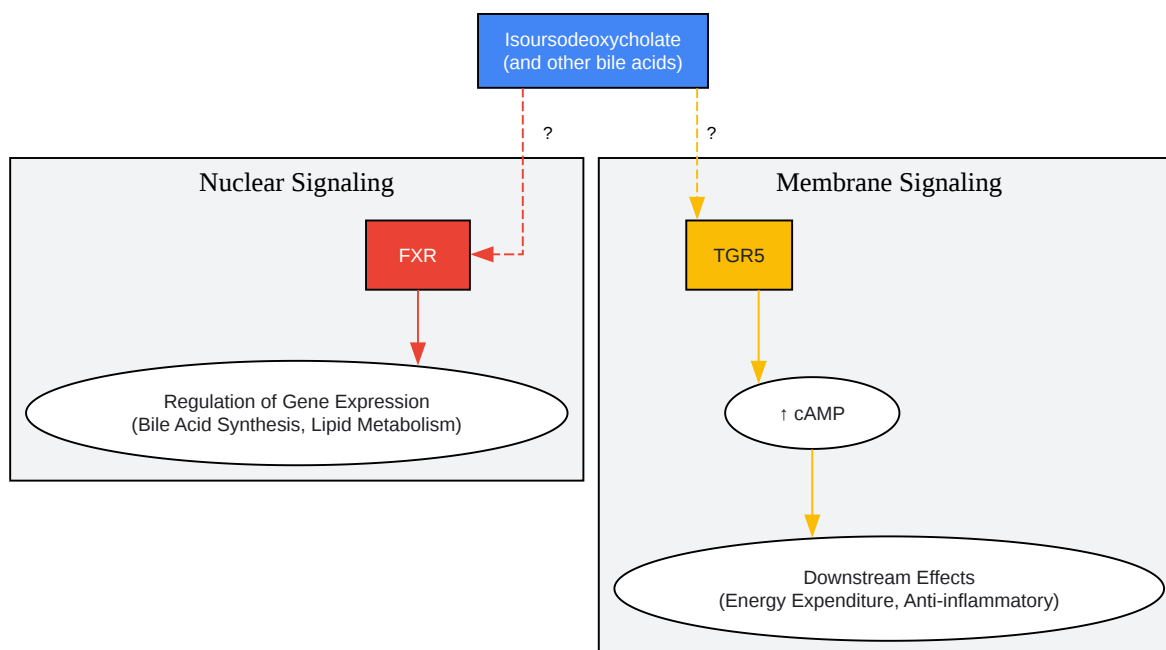 Isoursodeoxycholate
(and other bile acids)
?
?
Nuclear Signaling
Membrane Signaling
FXR
TGR5
Regulation of Gene Expression
(Bile Acid Synthesis, Lipid Metabolism)
↑ cAMP
Downstream Effects
(Energy Expenditure, Anti-inflammatory)